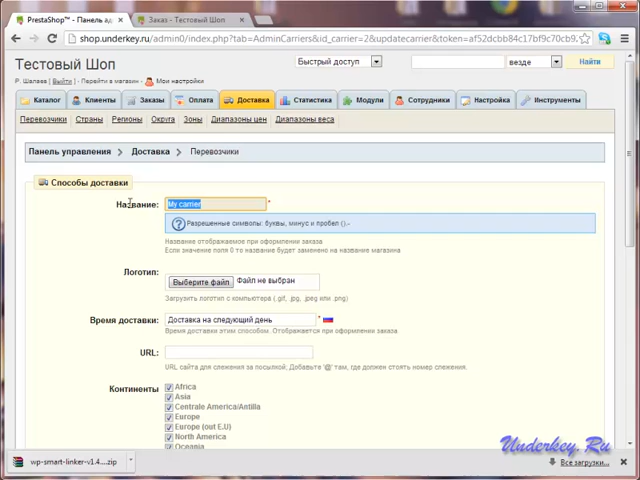 PrestaShop™ - Панель ад
Заказ - Тестовый Шоп
shop.underkey.ru/admin0/index.php?tab=AdminCarriers&id_carrier=2&updatecarrier&token=af52dcbb84c17bf9c70c9
Тестовый Шоп
Быстрый доступ
везде
Найти
Р. Шалаев [Выйти] - Перейти в магазин - Мои настройки
Каталог Клиенты Заказы Оплата Доставка Статистика Модули Сотрудники Настройка Инструменты
Перевозчики Страны Регионы Округа Зоны Диапазоны цен Диапазоны веса
Панель управления Доставка Перевозчики
Способы доставки
Название: My carrier *
Разрешенные символы: буквы, минус и пробел ().-
Название отображаемое при оформлении заказа
Если значение поля 0 то название будет заменено на название магазина
Логотип: Выберите файл Файл не выбран
Загрузить логотип с компьютера (.gif, .jpg, .jpeg или .png)
Время доставки: Доставка на следующий день *
Время доставки этим способом. Отображается при оформлении заказа
URL:
URL сайта для слежения за посылкой; Добавьте '@' там, где должен стоять номер слежения.
Континенты Africa
Asia
Centrale America/Antilla
Europe
Europe (out E.U)
North America
Oceania
Underkey.Ru
wp-smart-linker-v1.4....zip
Все загрузки...